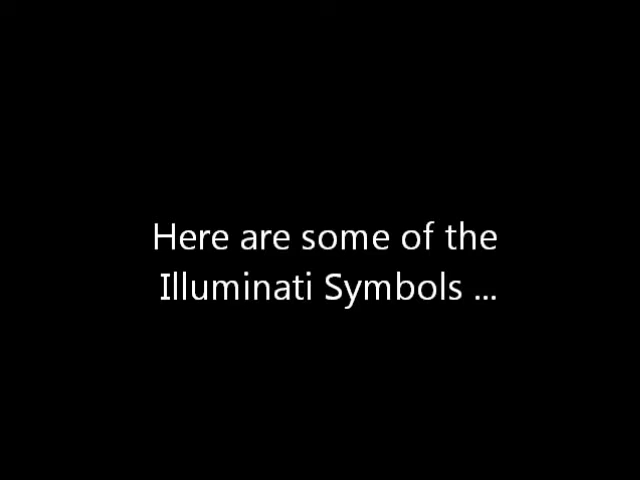 Here are some of the
Illuminati Symbols ...